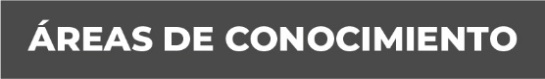 ÁREAS DE CONOCIMIENTO